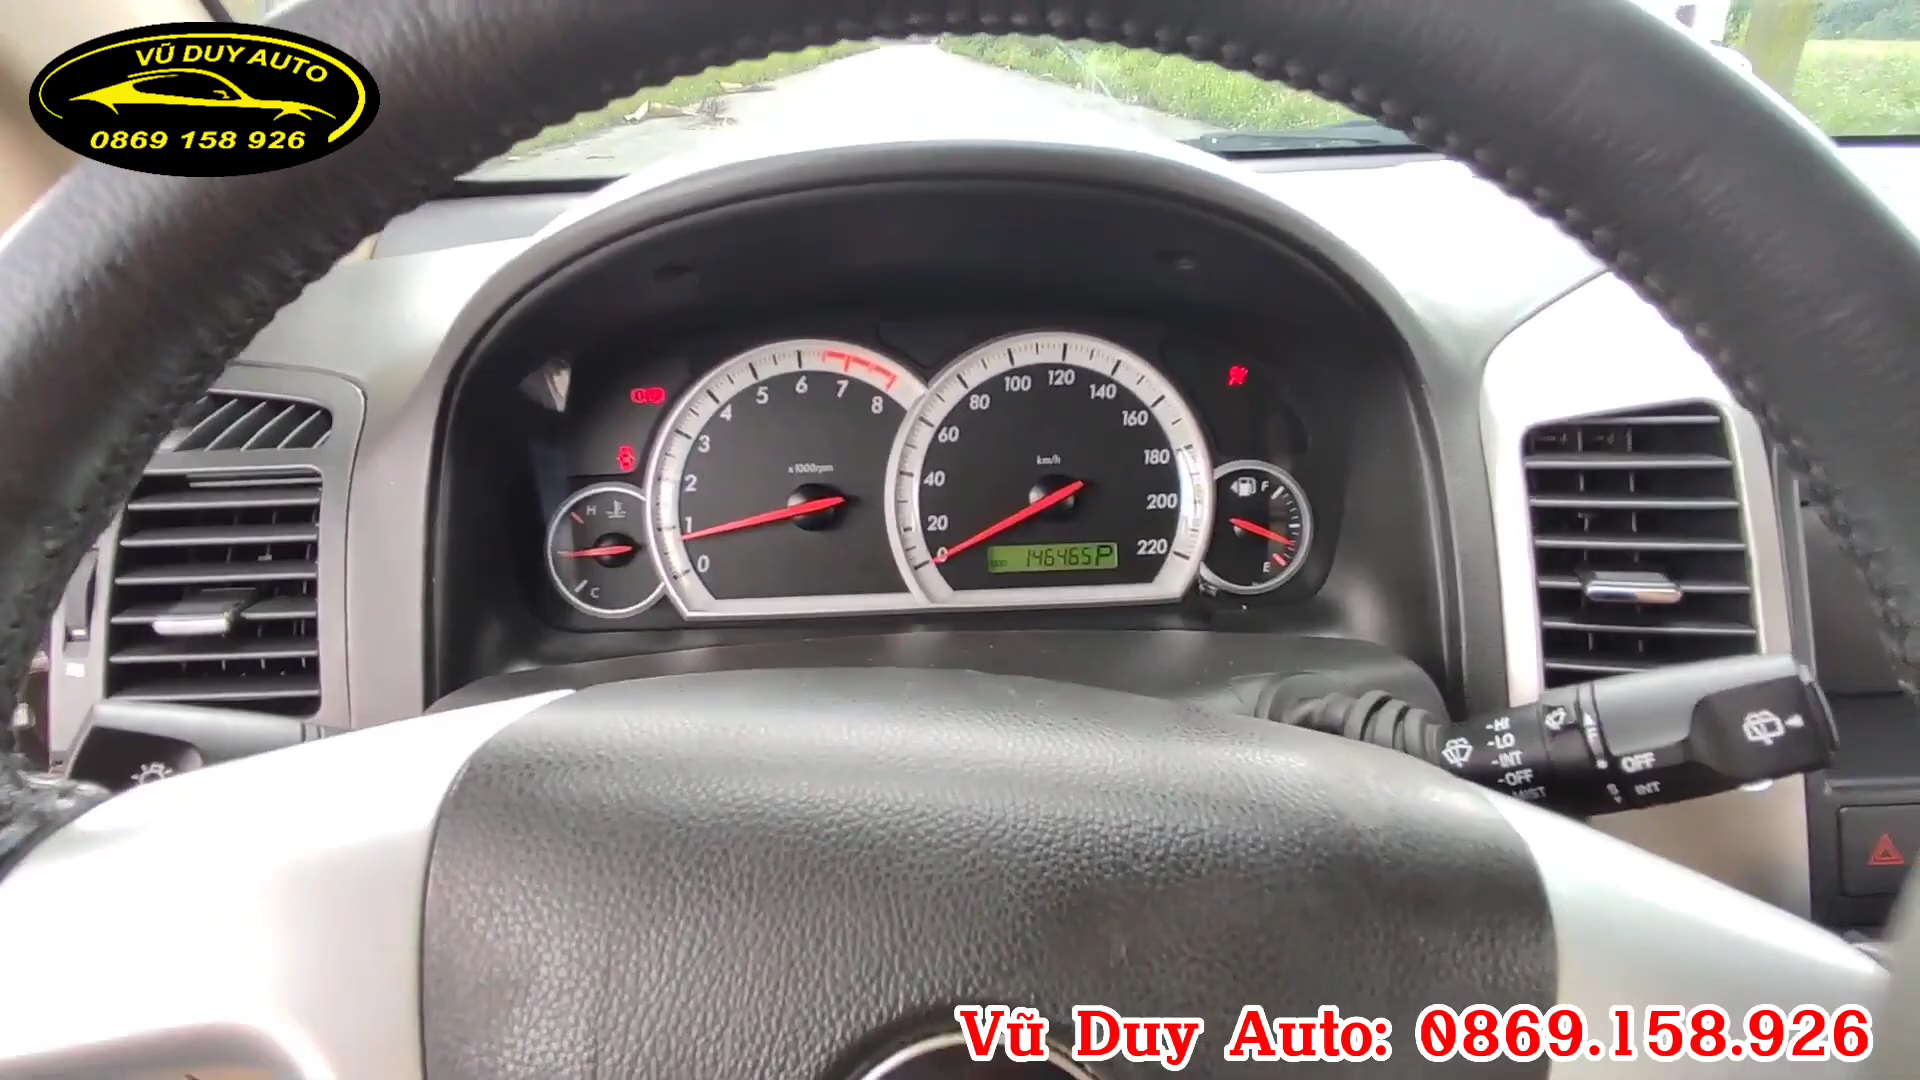 VŨ DUY AUTO
0869 158 926
1
2
3
4
5
6
7
8
0
x1000rpm
H
C
0
20
40
60
80
100
120
140
160
180
200
220
km/h
146465 P
F
E
-HI
-LO
-INT
-OFF
MIST
OFF
INT
Vũ Duy Auto: 0869.158.926